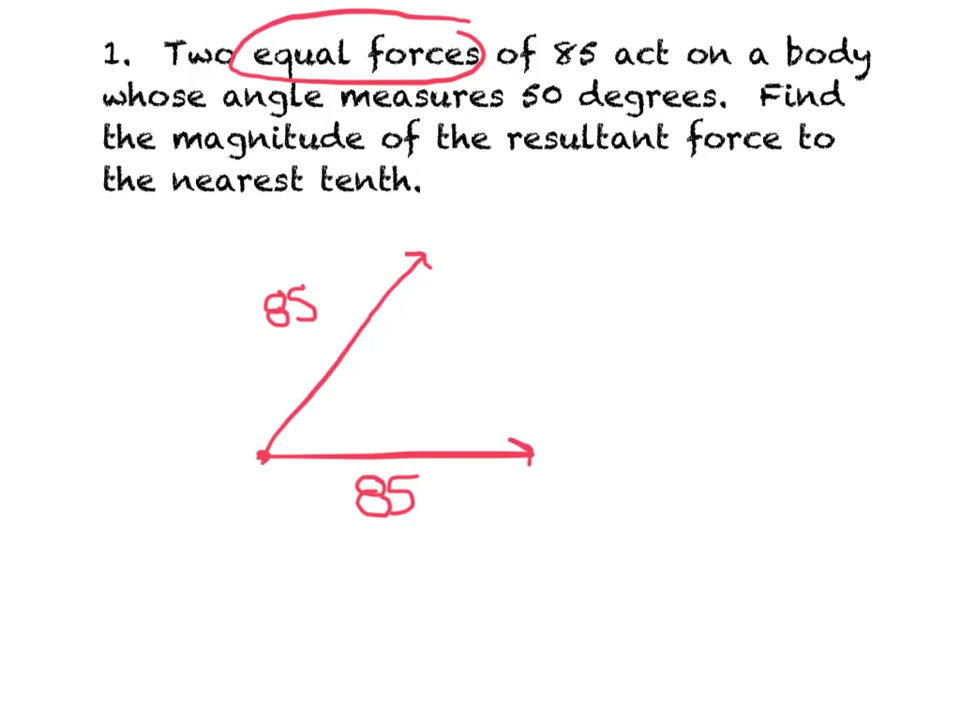 1. Two equal forces of 85 act on a body
whose angle measures 50 degrees. Find
the magnitude of the resultant force to
the nearest tenth.
85
85